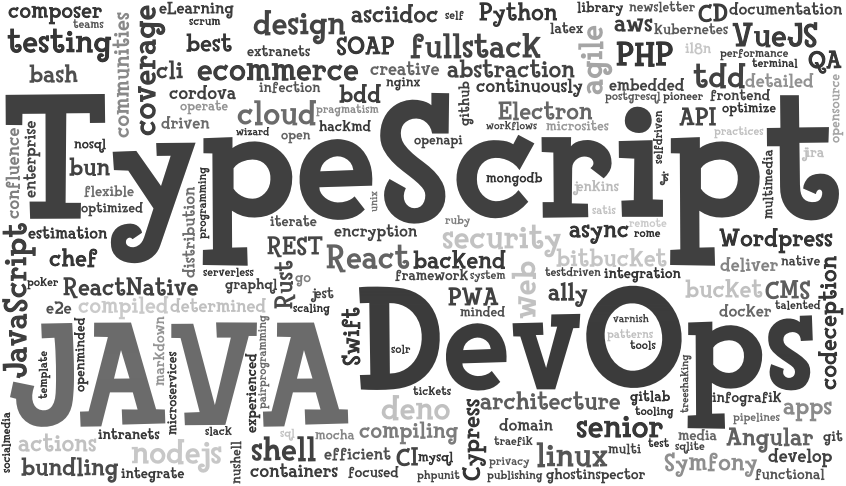 composer
teams
eLearning
scrum
design
asciidoc
self
Python
latex
library
newsletter
aws
Kubernetes
CD
documentation
testing
communities
coverage
best
extranets
SOAP
fullstack
agile
PHP
il8n
VueJS
performance
terminal
QA
bash
cli
ecommerce
creative
abstraction
tdd
detailed
cordova
infection
bdd
nginx
github
continuously
embedded
postgresql
pioneer
frontend
optimize
opensource
operate
driven
cloud
pragmatism
wizard
open
hackmd
openapi
Electron
workflows
microsites
selfdriven
API
practices
confluence
enterprise
nosql
bun
TypeScript
mongodb
jenkins
js
multimedia
jira
flexible
optimized
distribution
programming
unix
satis
iterate
ruby
remote
rome
estimation
encryption
security
async
Wordpress
chef
REST
React
backend
bitbucket
deliver
native
JavaScript
serverless
framework
system
web
testdriven
integration
poker
ReactNative
graphql
Rust
go
jest
scaling
PWA
minded
ally
bucket
CMS
talented
codeception
e2e
compiled
determined
docker
JAVA
template
openminded
markdown
microservices
experienced
pairprogramming
Swift
DevOps
solr
varnish
patterns
tools
treeshaking
tickets
gitlab
tooling
infografik
socialmedia
deno
architecture
pipelines
apps
actions
intranets
slack
sql
mocha
compiling
Cypress
domain
senior
media
sqlite
Angular
git
nodejs
nushell
shell
efficient
CI
mysql
traefik
linux
multi
test
develop
bundling
integrate
containers
focused
phpunit
privacy
publishing
ghostinspector
Symfony
functional